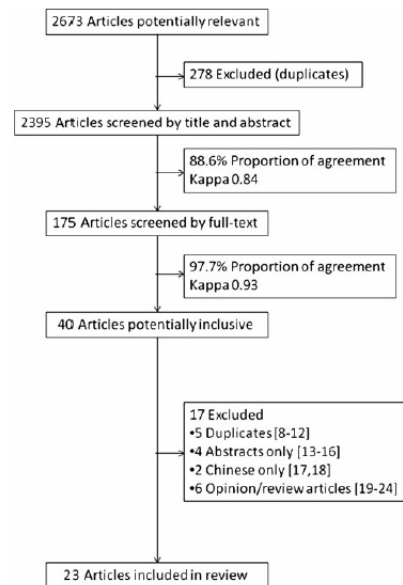 2673 Articles potentially relevant
278 Excluded (duplicates)
2395 Articles screened by title and abstract
88.6% Proportion of agreement
Kappa 0.84
175 Articles screened by full-text
97.7% Proportion of agreement
Kappa 0.93
40 Articles potentially inclusive
17 Excluded
•5 Duplicates [8-12]
•4 Abstracts only [13-16]
•2 Chinese only [17,18]
•6 Opinion/review articles [19-24]
23 Articles included in review